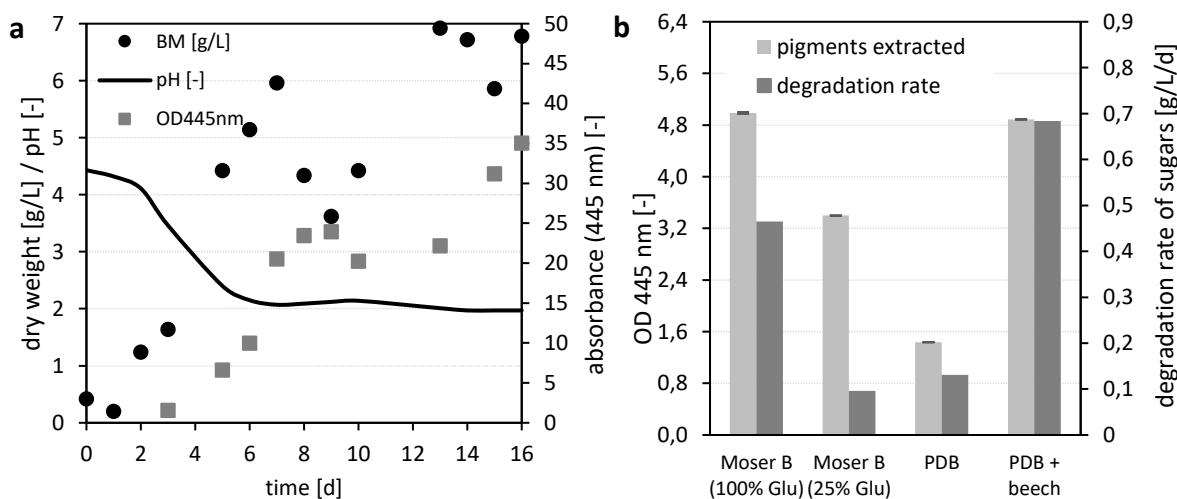 a
7
6
5
4
3
2
1
0
dry weight [g/L] / pH [-]
BM [g/L]
pH [-]
OD445nm
50
45
40
35
30
25
20
15
10
5
0
absorbance (445 nm) [-]
0 2 4 6 8 10 12 14 16
time [d]
b
6,4
5,6
4,8
4,0
3,2
2,4
1,6
0,8
0,0
OD 445 nm [-]
pigments extracted
degradation rate
0,9
0,8
0,7
0,6
0,5
0,4
0,3
0,2
0,1
0
degradation rate of sugars [g/L/d]
Moser B
(100% Glu)
Moser B
(25% Glu)
PDB
PDB +
beech